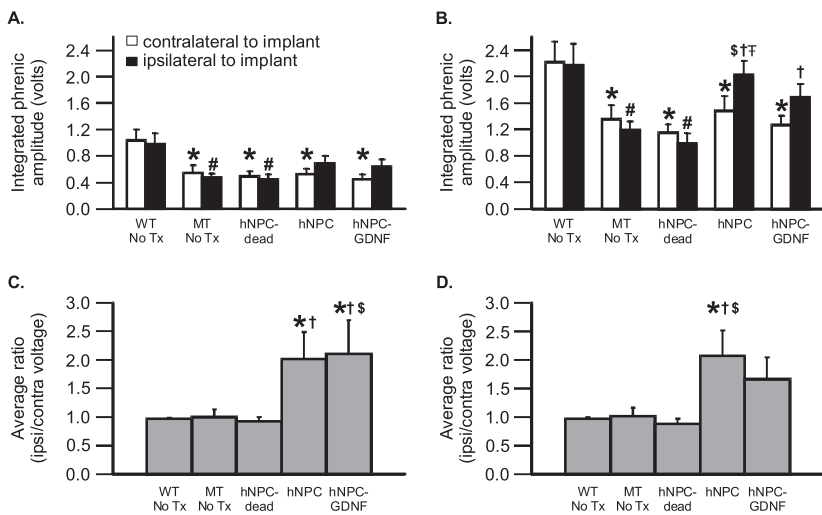 A.
contralateral to implant
ipsilateral to implant
Integrated phrenic
amplitude (volts)
2.4
2.0
1.6
1.2
0.8
0.4
0.0
* # * # * *
WT MT hNPC- hNPC hNPC-
No Tx No Tx dead GDNF
B.
Integrated phrenic
amplitude (volts)
2.4
2.0
1.6
1.2
0.8
0.4
0.0
* # * # * $†Ŧ * †
WT MT hNPC- hNPC hNPC-
No Tx No Tx dead GDNF
C.
Average ratio
(ipsi/contra voltage)
3.0
2.5
2.0
1.5
1.0
0.5
0.0
*† *†$
WT MT hNPC- hNPC hNPC-
No Tx No Tx dead GDNF
D.
Average ratio
(ipsi/contra voltage)
3.0
2.5
2.0
1.5
1.0
0.5
0.0
*†$
WT MT hNPC- hNPC hNPC-
No Tx No Tx dead GDNF